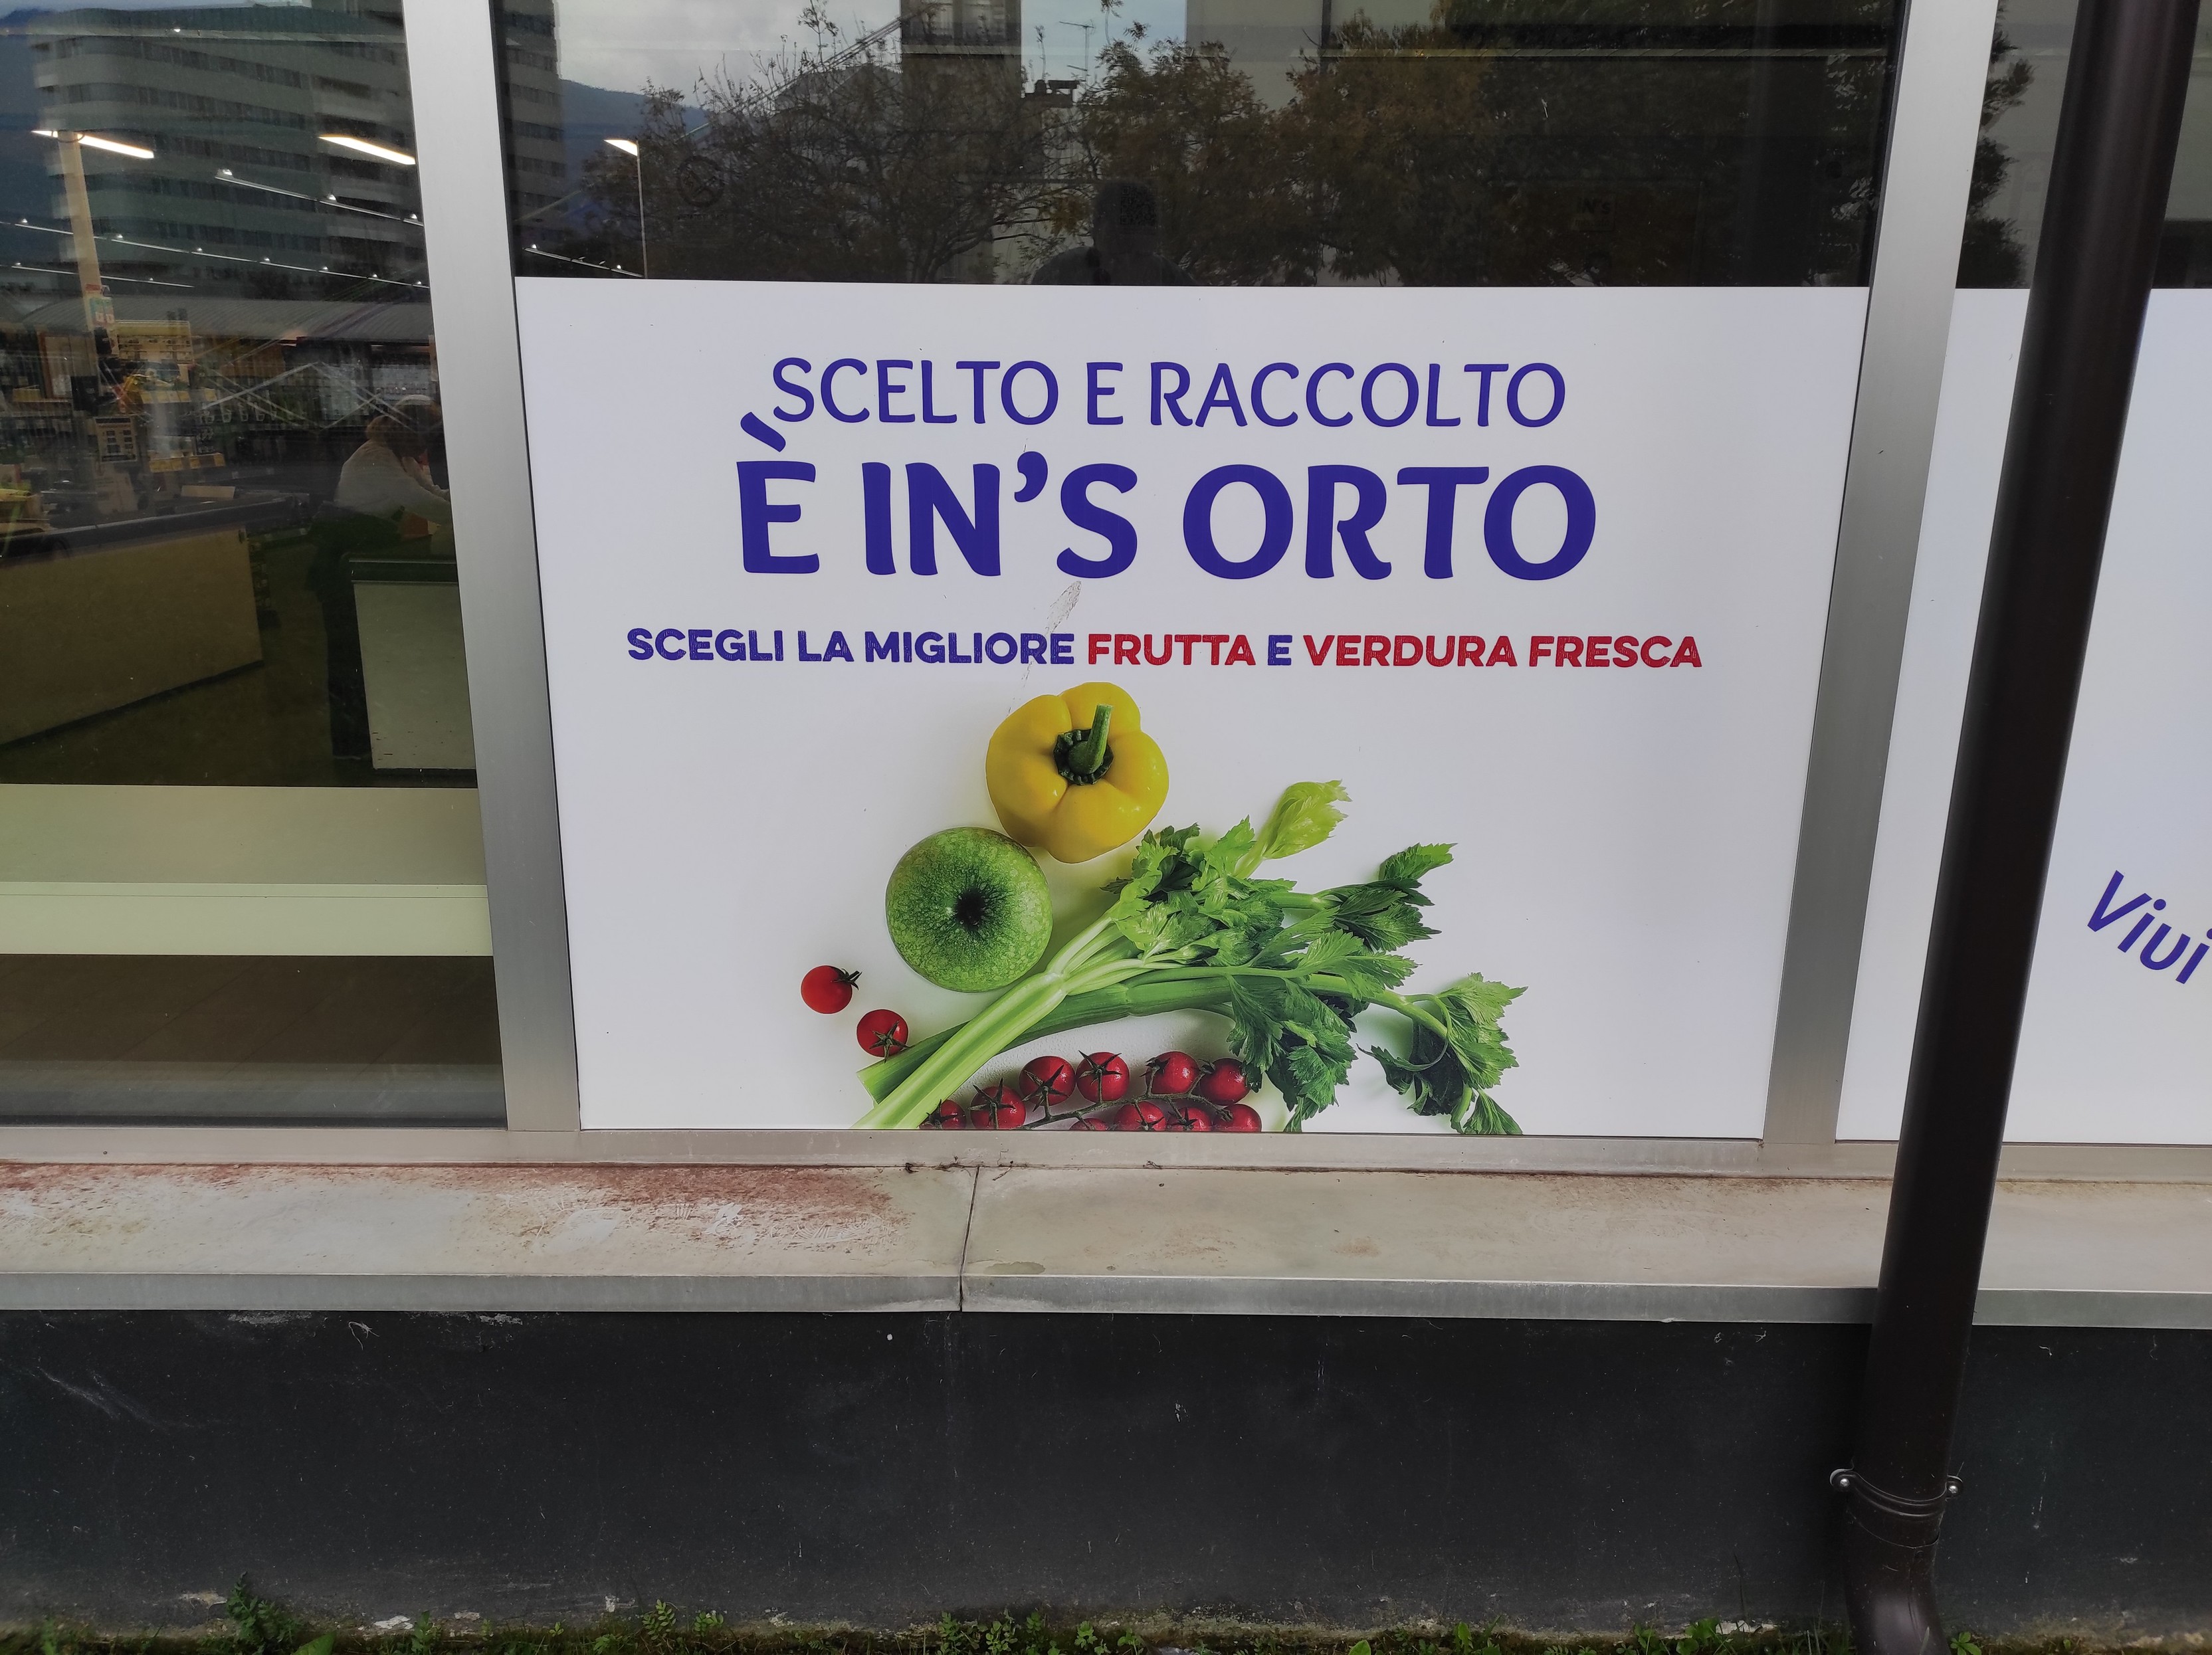 SCELTO E RACCOLTO
È IN'S ORTO
SCEGLI LA MIGLIORE FRUTTA E VERDURA FRESCA
Vivi